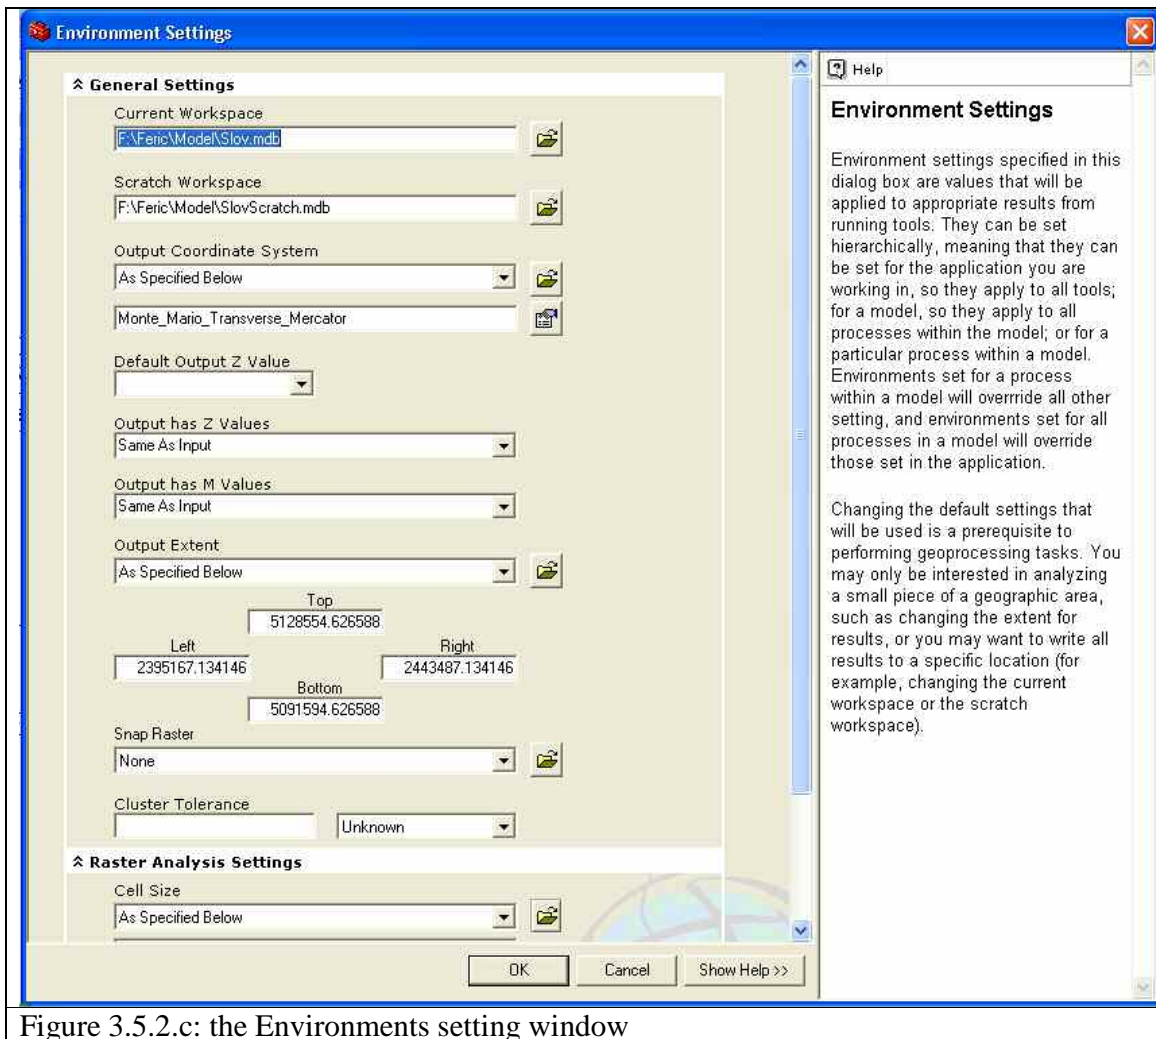 Environment Settings
General Settings
Current Workspace
F:\Feric\Model\Slov.mdb
Scratch Workspace
F:\Feric\Model\SlovScratch.mdb
Output Coordinate System
As Specified Below
Monte_Mario_Transverse_Mercator
Default Output Z Value
Output has Z Values
Same As Input
Output has M Values
Same As Input
Output Extent
As Specified Below
Top
5128554.626588
Left
Right
2395167.134146
2443487.134146
Bottom
5091594.626588
Snap Raster
None
Cluster Tolerance
Unknown
Raster Analysis Settings
Cell Size
As Specified Below
OK
Cancel
Show Help >>
Help
Environment Settings
Environment settings specified in this
dialog box are values that will be
applied to appropriate results from
running tools. They can be set
hierarchically, meaning that they can
be set for the application you are
working in, so they apply to all tools;
for a model, so they apply to all
processes within the model; or for a
particular process within a model.
Environments set for a process
within a model will overrride all other
setting, and environments set for all
processes in a model will override
those set in the application.
Changing the default settings that
will be used is a prerequisite to
performing geoprocessing tasks. You
may only be interested in analyzing
a small piece of a geographic area,
such as changing the extent for
results, or you may want to write all
results to a specific location (for
example, changing the current
workspace or the scratch
workspace).
Figure 3.5.2.c: the Environments setting window